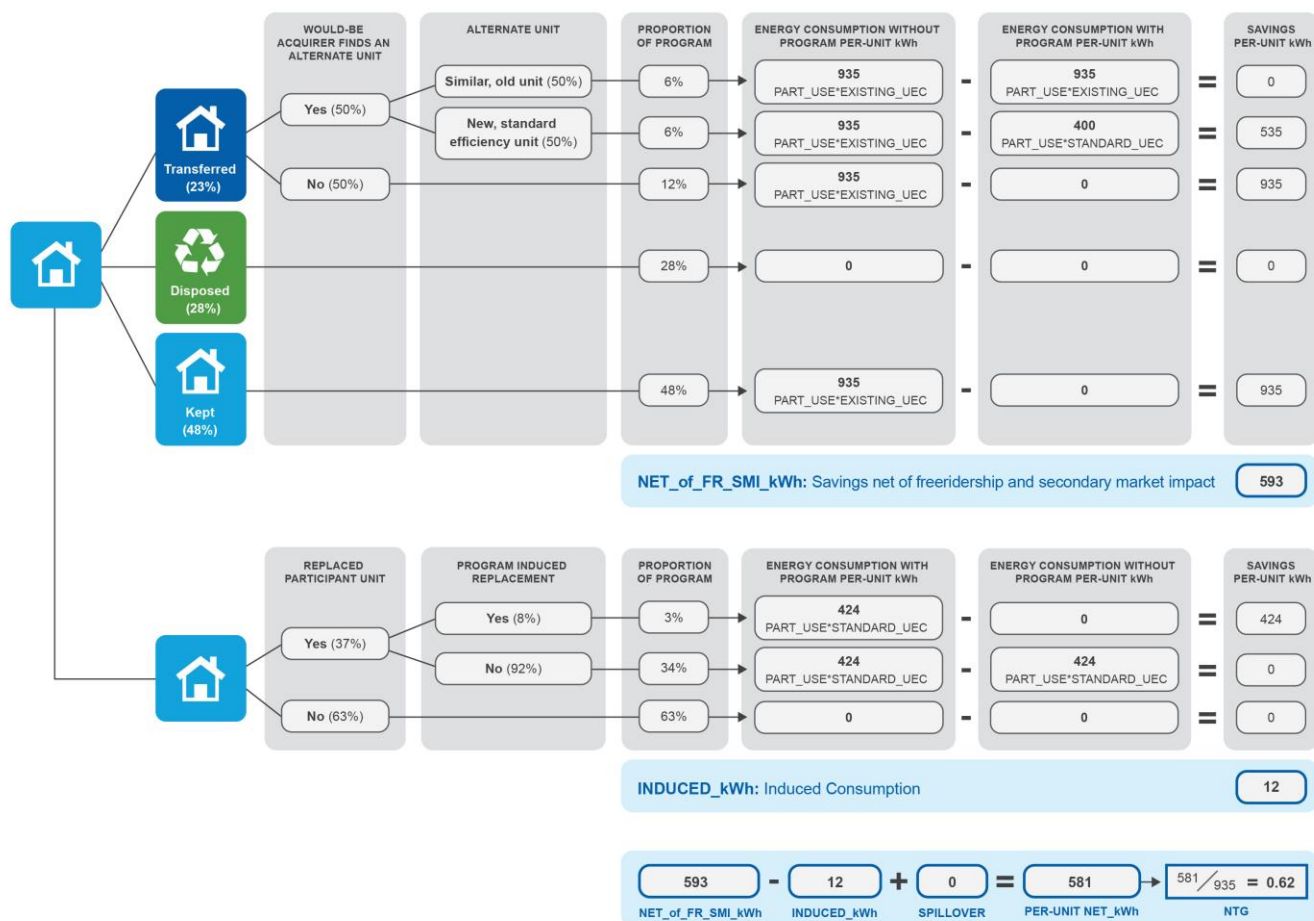 WOULD-BE
ACQUIRER FINDS AN
ALTERNATE UNIT
ALTERNATE UNIT
PROPORTION
OF PROGRAM
ENERGY CONSUMPTION WITHOUT
PROGRAM PER-UNIT kWh
ENERGY CONSUMPTION WITH
PROGRAM PER-UNIT kWh
SAVINGS
PER-UNIT kWh
Transferred
(23%)
Yes (50%)
Similar, old unit (50%)
6%
935
PART_USE*EXISTING_UEC
-
935
PART_USE*EXISTING_UEC
=
0
New, standard
efficiency unit (50%)
6%
935
PART_USE*EXISTING_UEC
-
400
PART_USE*STANDARD_UEC
=
535
No (50%)
12%
935
PART_USE*EXISTING_UEC
-
0
=
935
Disposed
(28%)
28%
0
-
0
=
0
Kept
(48%)
48%
935
PART_USE*EXISTING_UEC
-
0
=
935
NET_of_FR_SMI_kWh: Savings net of freeridership and secondary market impact
593
REPLACED
PARTICIPANT UNIT
PROGRAM INDUCED
REPLACEMENT
PROPORTION
OF PROGRAM
ENERGY CONSUMPTION WITH
PROGRAM PER-UNIT kWh
ENERGY CONSUMPTION WITHOUT
PROGRAM PER-UNIT kWh
SAVINGS
PER-UNIT kWh
Yes (37%)
Yes (8%)
3%
424
PART_USE*STANDARD_UEC
-
0
=
424
No (92%)
34%
424
PART_USE*STANDARD_UEC
-
424
PART_USE*STANDARD_UEC
=
0
No (63%)
63%
0
-
0
=
0
INDUCED_kWh: Induced Consumption
12
593 - 12 + 0 = 581 581/935 = 0.62
NET_of_FR_SMI_kWh INDUCED_kWh SPILLOVER PER-UNIT NET_kWh NTG